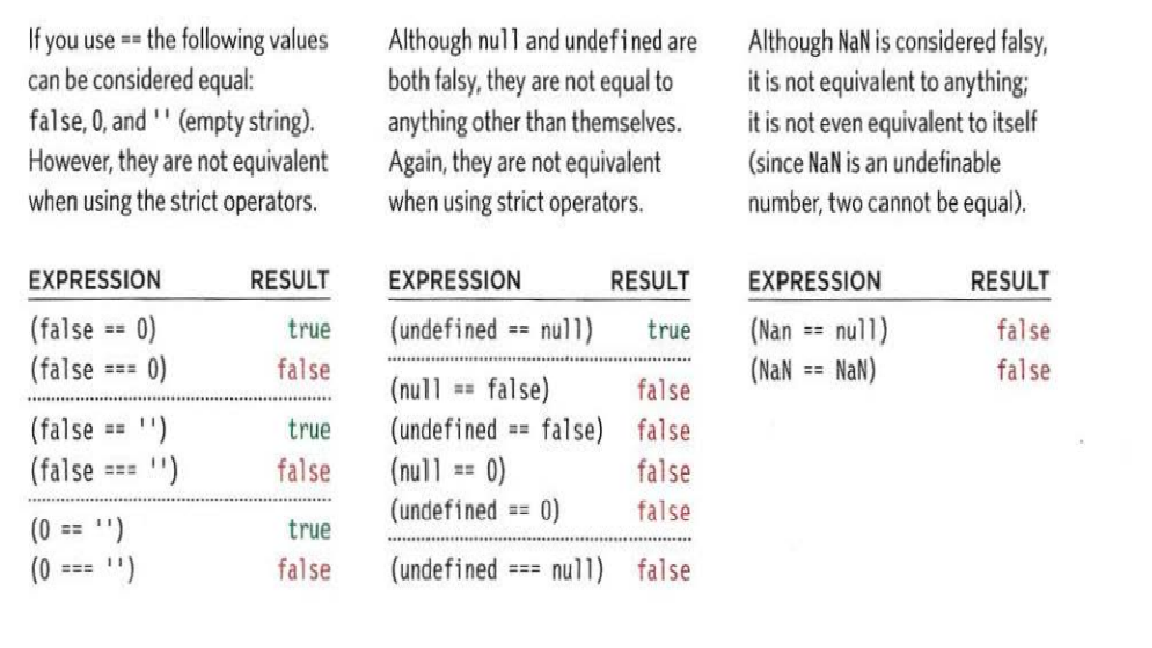 If you use == the following values
can be considered equal:
false, 0, and '' (empty string).
However, they are not equivalent
when using the strict operators.
EXPRESSION RESULT
(false == 0) true
(false === 0) false
(false == '') true
(false === '') false
(0 == '') true
(0 === '') false
Although null and undefined are
both falsy, they are not equal to
anything other than themselves.
Again, they are not equivalent
when using strict operators.
EXPRESSION RESULT
(undefined == null) true
(null == false) false
(undefined == false) false
(null == 0) false
(undefined == 0) false
(undefined === null) false
Although NaN is considered falsy,
it is not equivalent to anything;
it is not even equivalent to itself
(since NaN is an undefinable
number, two cannot be equal).
EXPRESSION RESULT
(Nan == null) false
(NaN == NaN) false